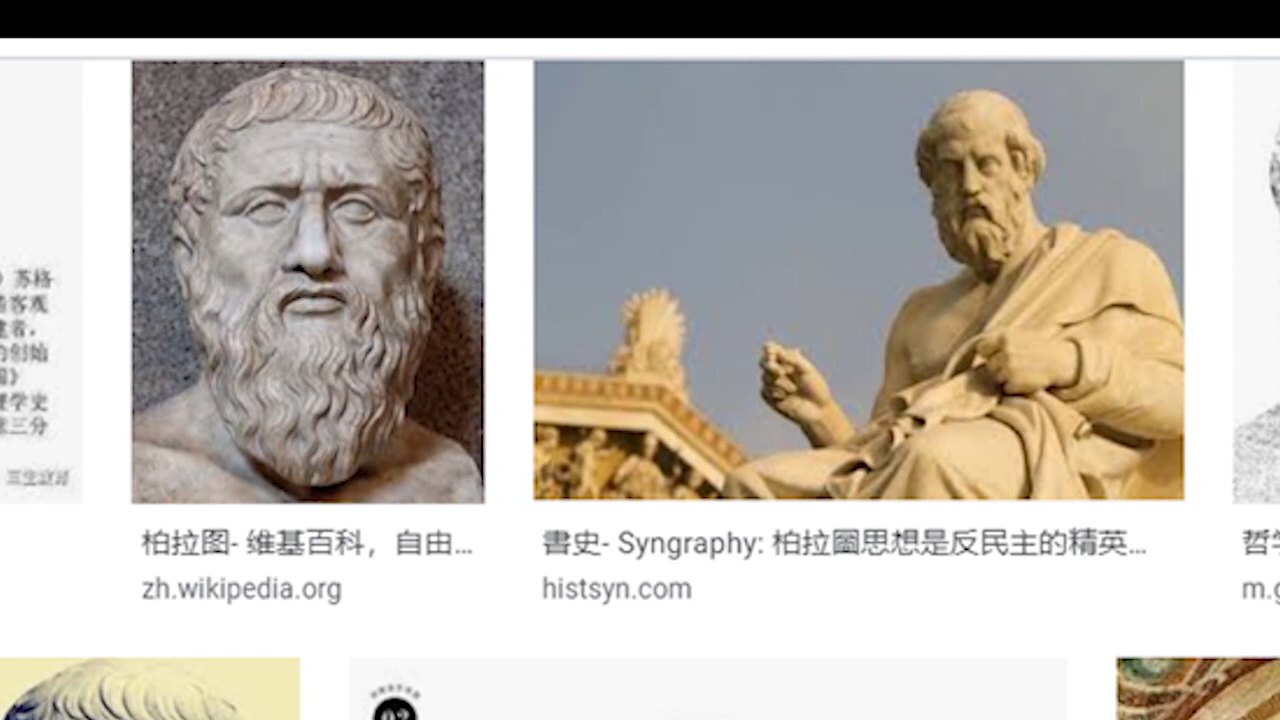 苏格
客观
者，
的创始
学史
三分
柏拉图- 维基百科，自由...
zh.wikipedia.org
書史- Syngraphy: 柏拉圖思想是反民主的精英...
histsyn.com
哲学
m.g
02